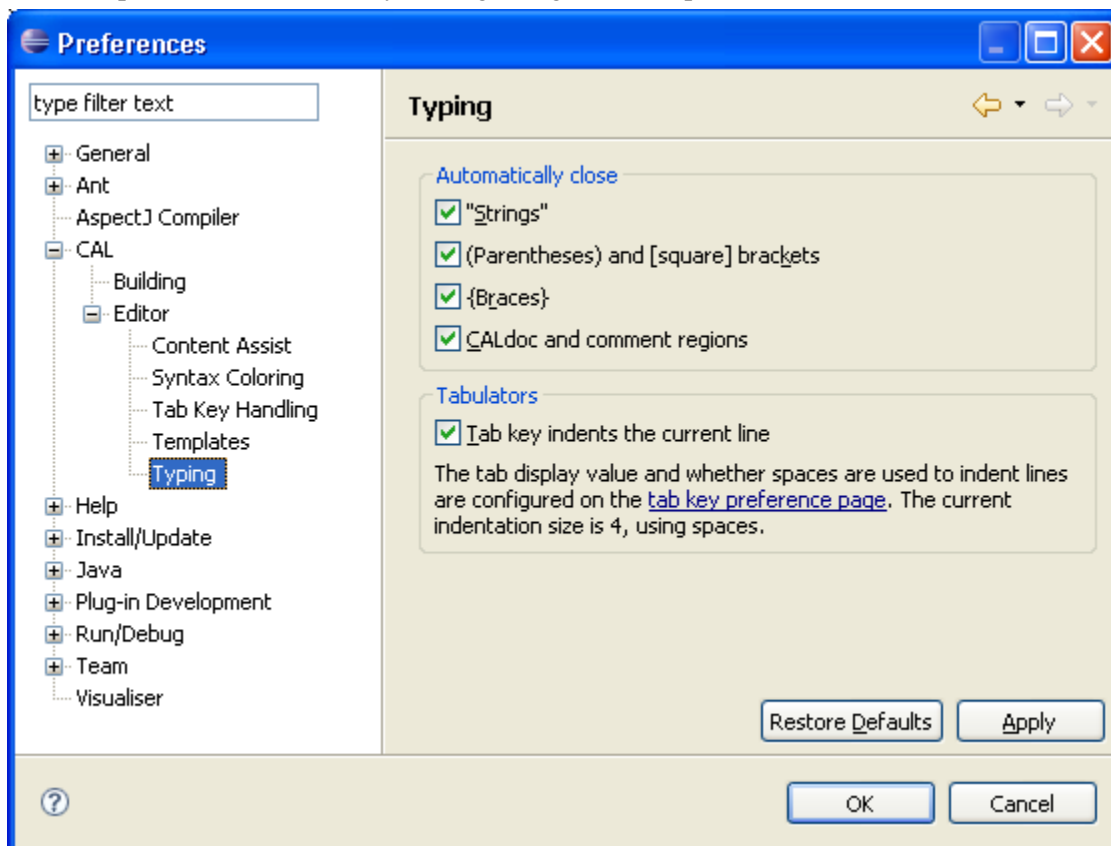 Preferences
type filter text
General
Ant
AspectJ Compiler
CAL
Building
Editor
Content Assist
Syntax Coloring
Tab Key Handling
Templates
Typing
Help
Install/Update
Java
Plug-in Development
Run/Debug
Team
Visualiser
Typing
Automatically close
"Strings"
(Parentheses) and [square] brackets
{Braces}
CALdoc and comment regions
Tabulators
Tab key indents the current line
The tab display value and whether spaces are used to indent lines
are configured on the tab key preference page. The current
indentation size is 4, using spaces.
Restore Defaults
Apply
OK
Cancel